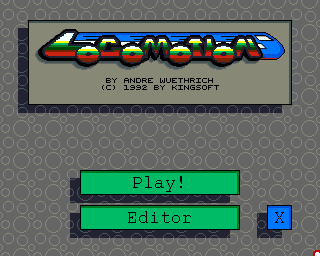 LOCOMOTION
BY ANDRE WUETHRICH
(C) 1992 BY KINGSOFT
Play!
Editor
X